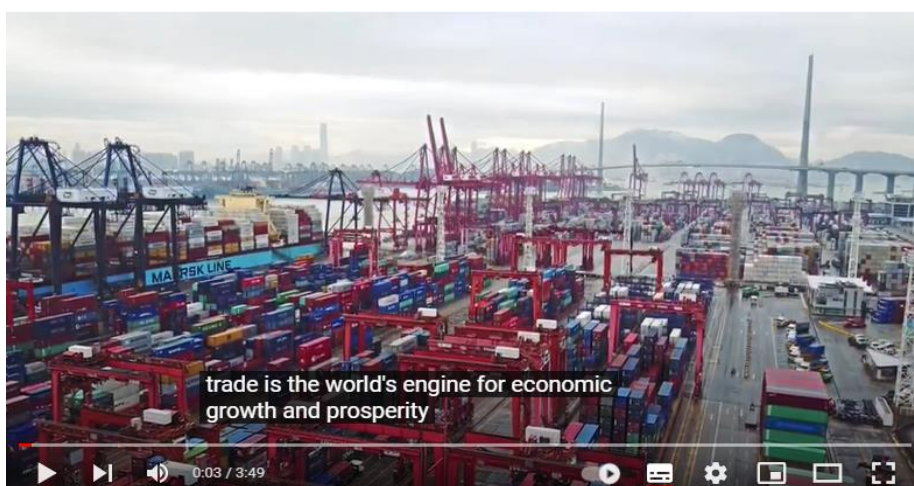 MAERSK LINE
trade is the world's engine for economic
growth and prosperity
0:03 / 3:49